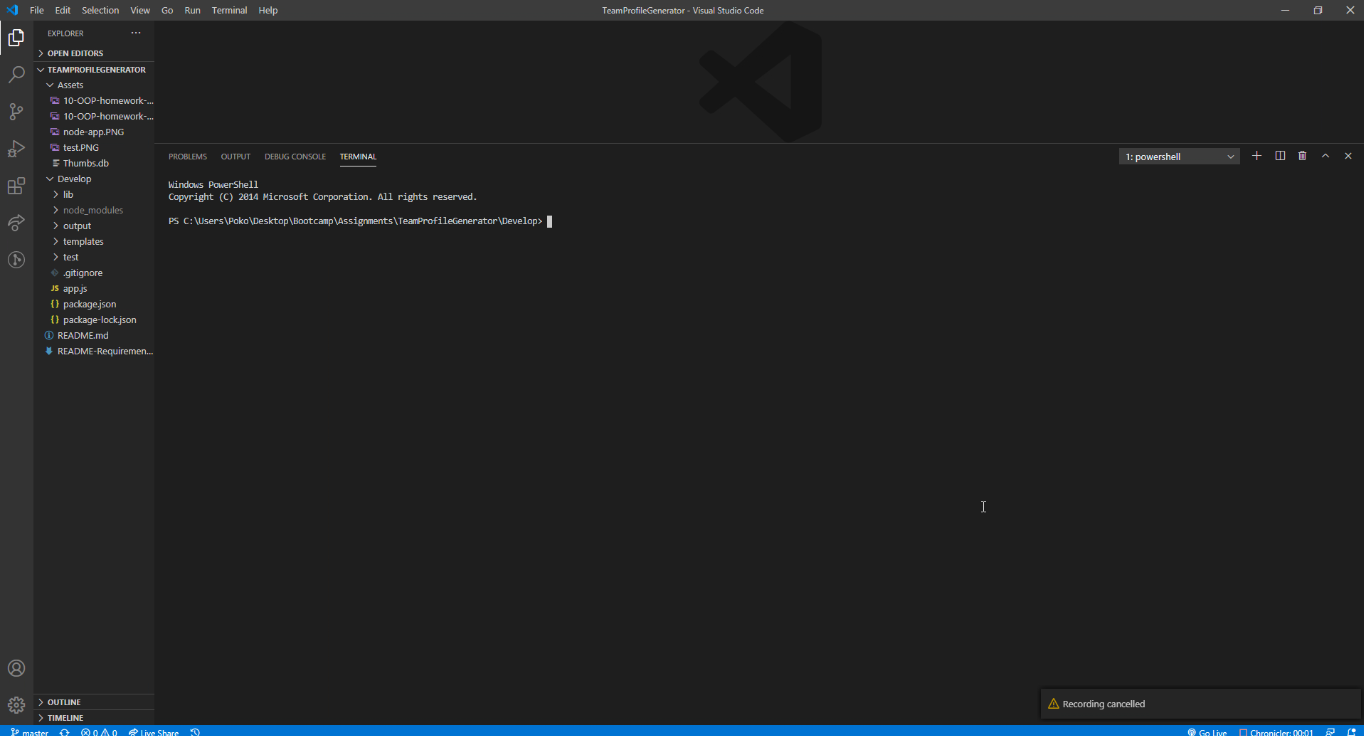 File Edit Selection View Go Run Terminal Help
TeamProfileGenerator - Visual Studio Code
EXPLORER
OPEN EDITORS
TEAMPROFILEGENERATOR
Assets
10-OOP-homework-...
10-OOP-homework-...
node-app.PNG
test.PNG
Thumbs.db
Develop
lib
node_modules
output
templates
test
.gitignore
JS app.js
{} package.json
{} package-lock.json
README.md
README-Requiremen...
OUTLINE
TIMELINE
PROBLEMS OUTPUT DEBUG CONSOLE TERMINAL
1: powershell
Windows PowerShell
Copyright (C) 2014 Microsoft Corporation. All rights reserved.
PS C:\Users\Poko\Desktop\Bootcamp\Assignments\TeamProfileGenerator\Develop>
Recording cancelled
master 0 0 Live Share Go Live Chronicler: 00:01